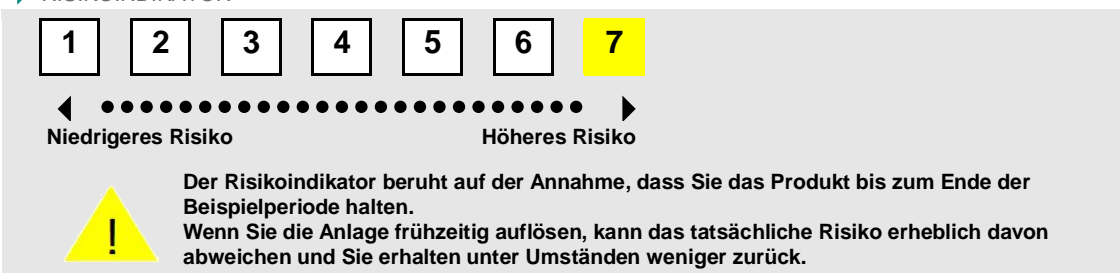 RISIKOINDIKATOR
1 2 3 4 5 6 7
Niedrigeres Risiko Höheres Risiko
Der Risikoindikator beruht auf der Annahme, dass Sie das Produkt bis zum Ende der
Beispielperiode halten.
Wenn Sie die Anlage frühzeitig auflösen, kann das tatsächliche Risiko erheblich davon
abweichen und Sie erhalten unter Umständen weniger zurück.
!